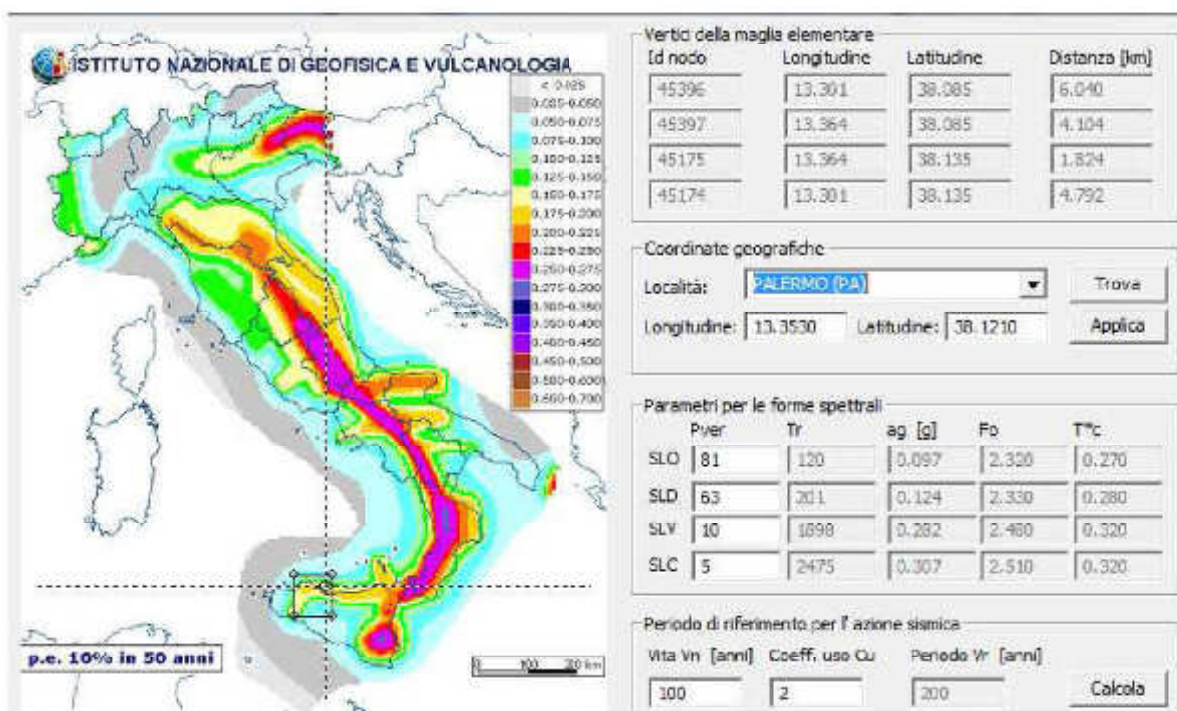 ISTITUTO NAZIONALE DI GEOFISICA E VULCANOLOGIA
< 0.025
0.025-0.050
0.050-0.075
0.075-0.100
0.100-0.125
0.125-0.150
0.150-0.175
0.175-0.200
0.200-0.225
0.225-0.250
0.250-0.275
0.275-0.300
0.300-0.350
0.350-0.400
0.400-0.450
0.450-0.500
0.500-0.600
0.600-0.700
p.e. 10% in 50 anni
0 100 200 km
Vertici della maglia elementare
Id nodo Longitudine Latitudine Distanza [km]
45396 13.301 38.085 6.040
45397 13.364 38.085 4.104
45175 13.364 38.135 1.824
45174 13.301 38.135 4.792
Coordinate geografiche
Località: PALERMO (PA) Trova
Longitudine: 13.3530 Latitudine: 38.1210 Applica
Parametri per le forme spettrali
Pver Tr ag [g] Fo T*c
SLO 81 120 0.097 2.320 0.270
SLD 63 201 0.124 2.330 0.280
SLV 10 1898 0.282 2.480 0.320
SLC 5 2475 0.307 2.510 0.320
Periodo di riferimento per l'azione sismica
Vita Vn [anni] Coeff. uso Cu Periodo Vr [anni]
100 2 200 Calcola